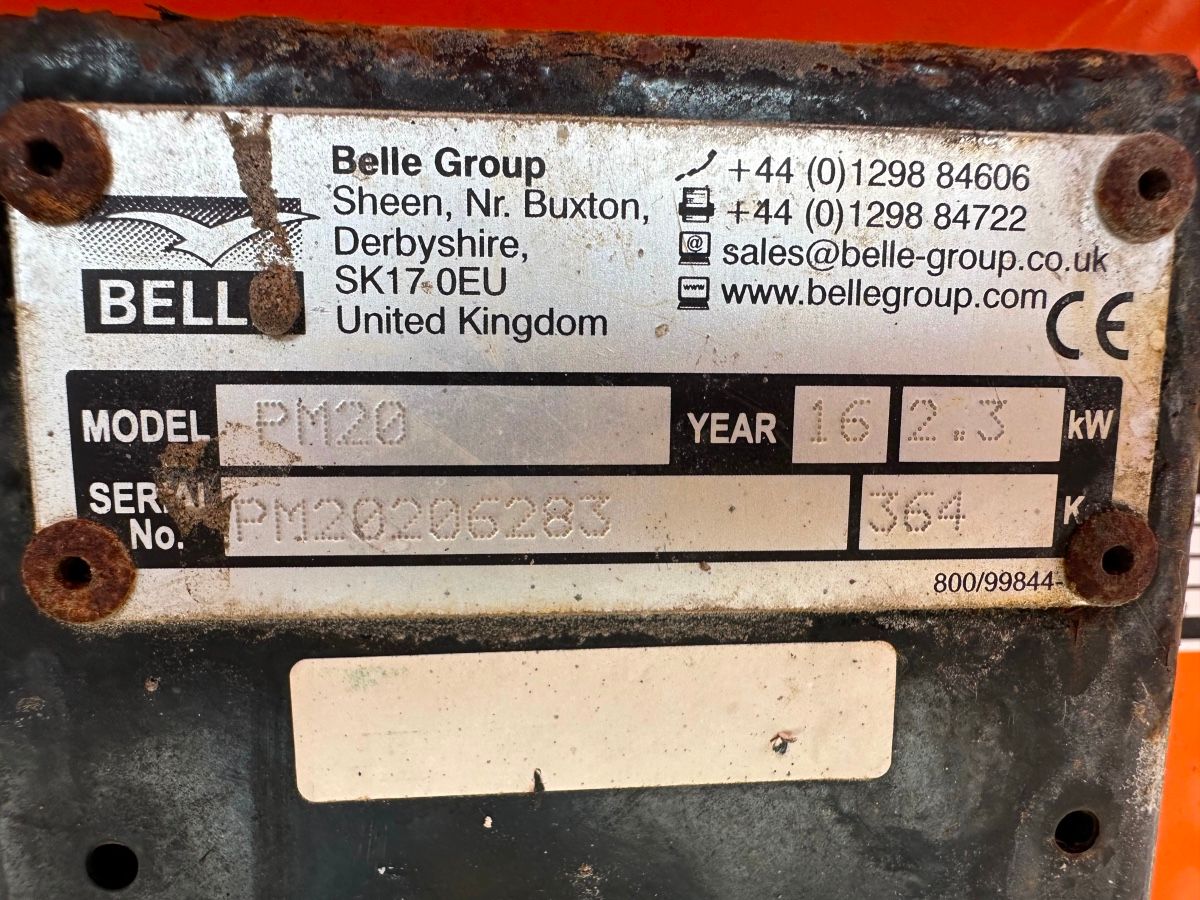 Belle Group
Sheen, Nr. Buxton,
Derbyshire,
SK17 0EU
United Kingdom
+44 (0)1298 84606
+44 (0)1298 84722
@ sales@belle-group.co.uk
www www.bellegroup.com
CE
BELL
MODEL PM20 YEAR 16 2.3 kW
No. PM20206283 364
800/99844-